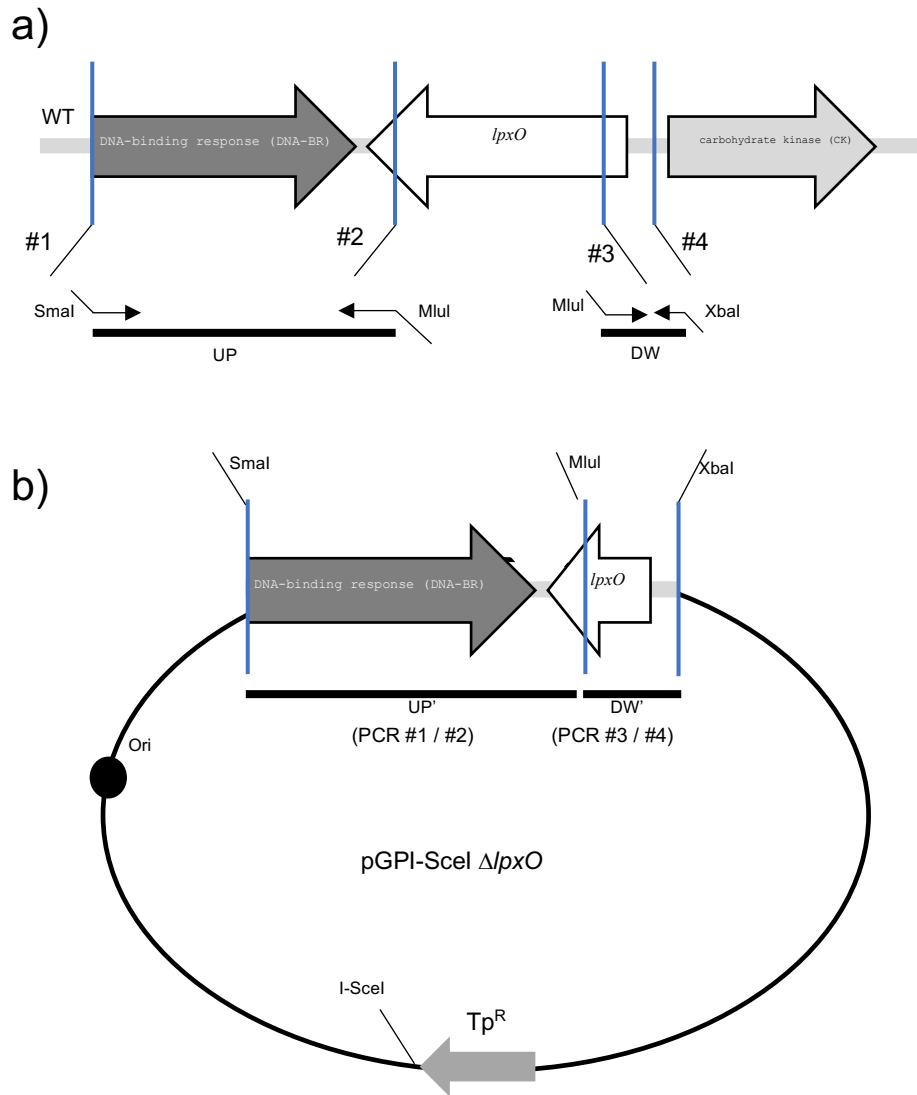 a)
WT
DNA-binding response (DNA-BR)
lpxO
carbohydrate kinase (CK)
#1
#2
#3
#4
SmaI
MluI
MluI
XbaI
UP
DW
b)
SmaI
MluI
XbaI
DNA-binding response (DNA-BR)
lpxO
UP’
(PCR #1 / #2)
DW’
(PCR #3 / #4)
Ori
pGPI-SceI ΔlpxO
I-SceI
Tp^R